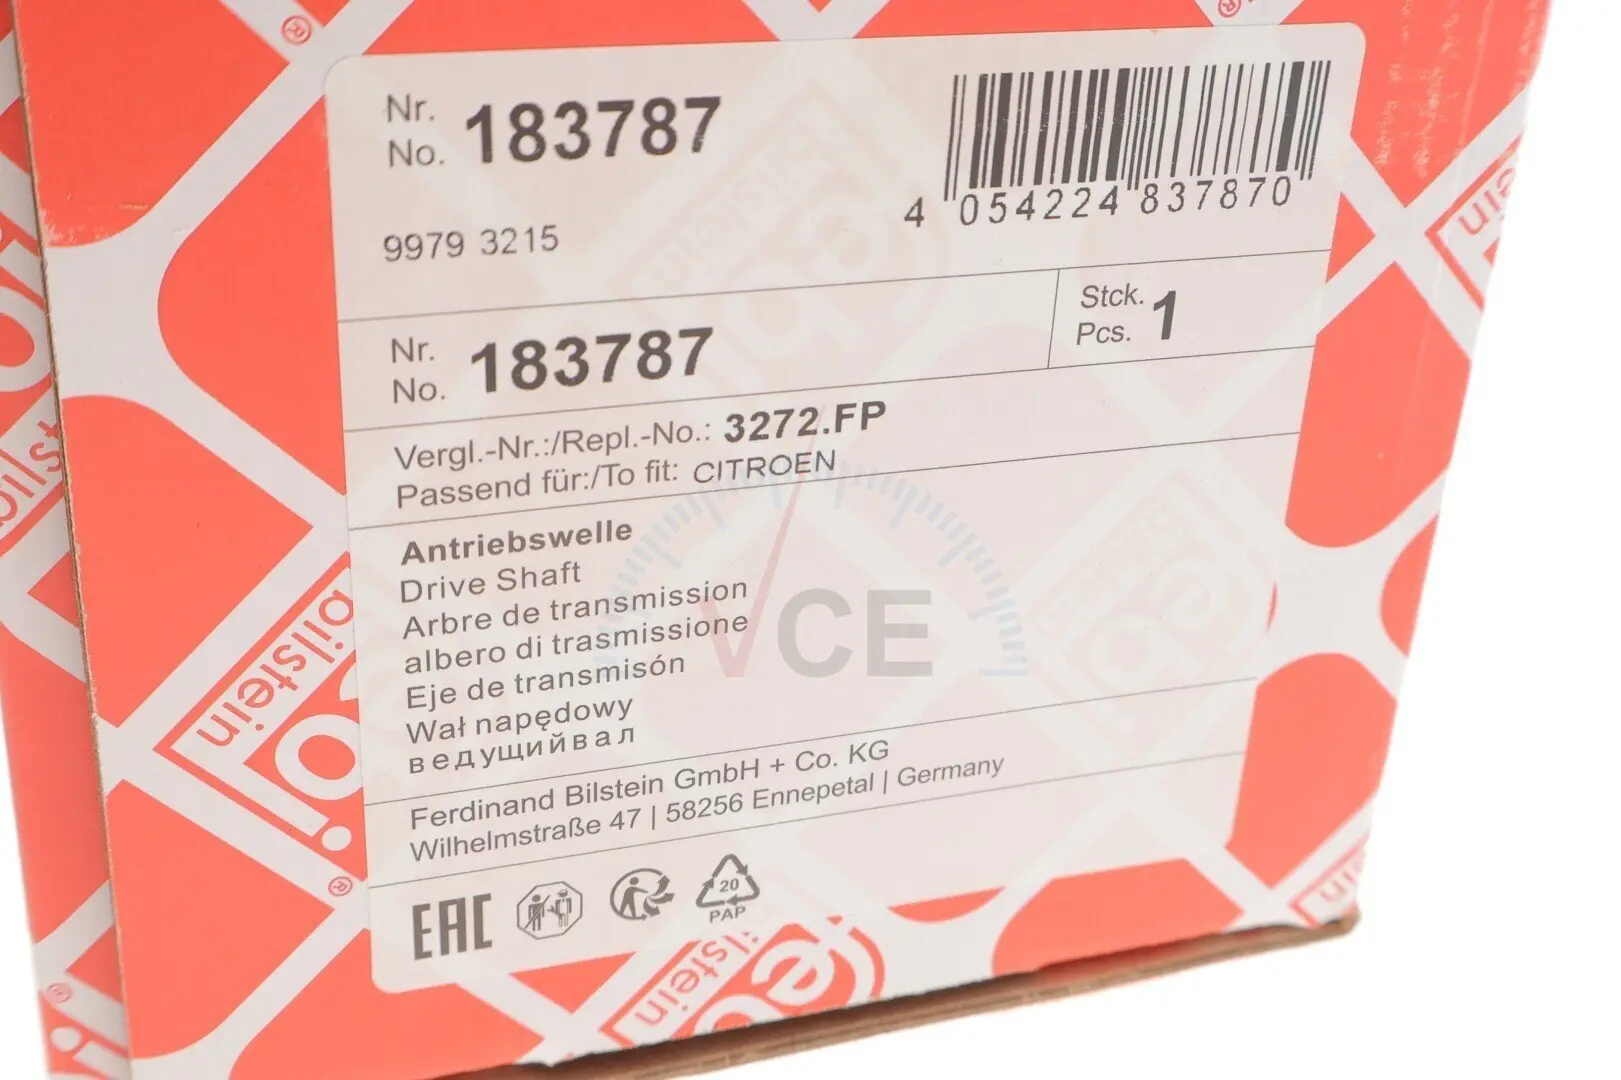 Nr.
No. 183787
4 054224 837870
9979 3215
Nr.
No. 183787
Stck.
Pcs. 1
Vergl.-Nr.:/Repl.-No.: 3272.FP
Passend für:/To fit: CITROEN
Antriebswelle
Drive Shaft
Arbre de transmission
albero di trasmissione
Eje de transmisón
Wał napędowy
ведущийвал
Ferdinand Bilstein GmbH + Co. KG
Wilhelmstraße 47 | 58256 Ennepetal | Germany
EAC
20
PAP
VCE
bilstein